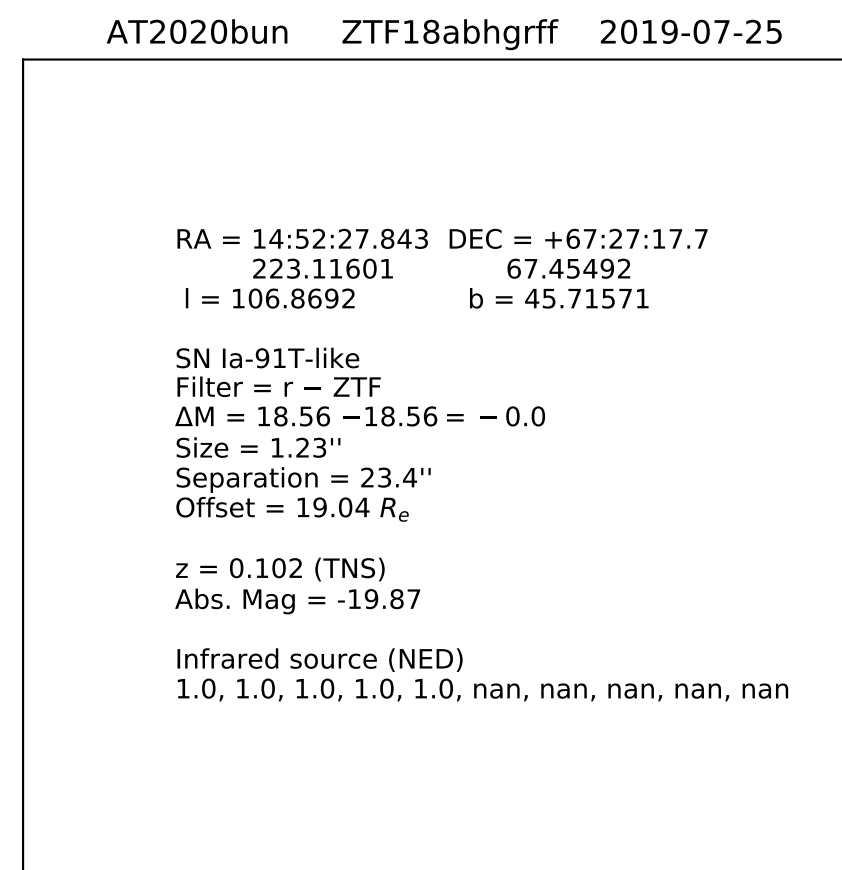 AT2020bun ZTF18abhgrff 2019-07-25
RA = 14:52:27.843 DEC = +67:27:17.7
223.11601 67.45492
l = 106.8692 b = 45.71571
SN Ia-91T-like
Filter = r − ZTF
ΔM = 18.56 −18.56 = −0.0
Size = 1.23''
Separation = 23.4''
Offset = 19.04 Rₑ
z = 0.102 (TNS)
Abs. Mag = -19.87
Infrared source (NED)
1.0, 1.0, 1.0, 1.0, 1.0, nan, nan, nan, nan, nan